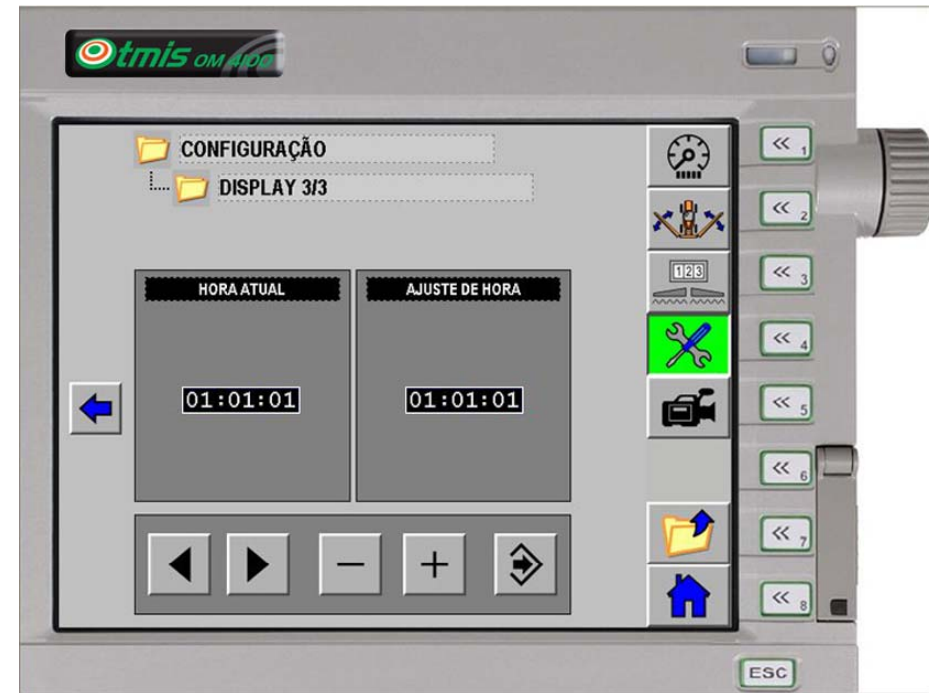 Otmis OM 4100
CONFIGURAÇÃO
DISPLAY 3/3
HORA ATUAL
AJUSTE DE HORA
01:01:01
01:01:01
123
<< 1
<< 2
<< 3
<< 4
<< 5
<< 6
<< 7
<< 8
ESC